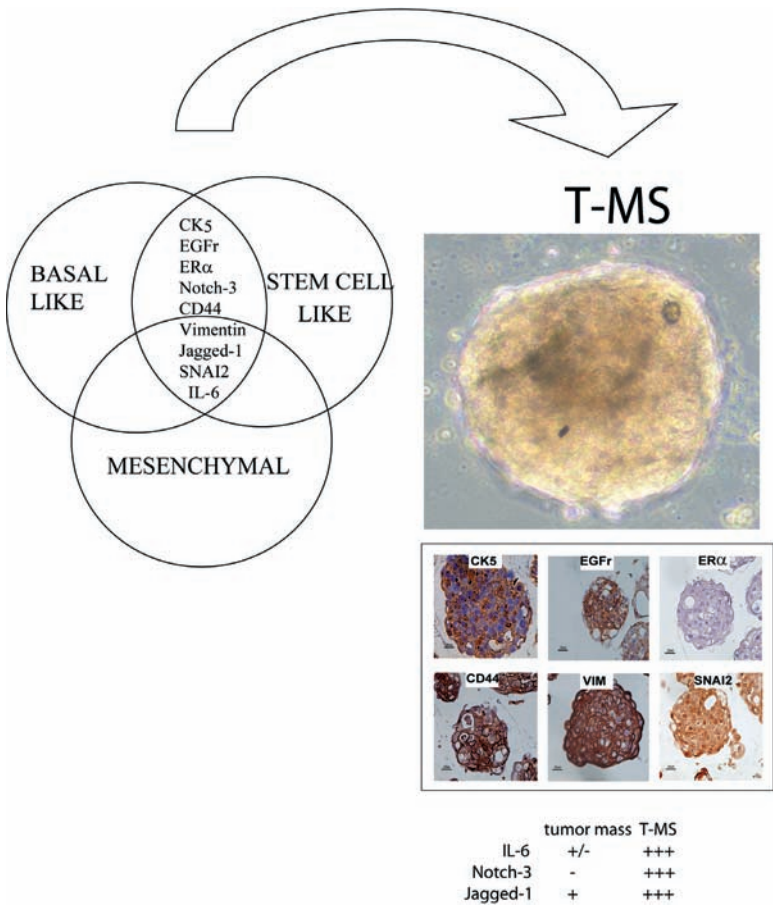 T-MS
BASAL
LIKE
CK5
EGFr
ERα
Notch-3
CD44
Vimentin
Jagged-1
SNAI2
IL-6
STEM CELL
LIKE
MESENCHYMAL
CK5
EGFr
ERα
CD44
VIM
SNAI2
tumor mass T-MS
IL-6 +/- +++
Notch-3 - +++
Jagged-1 + +++